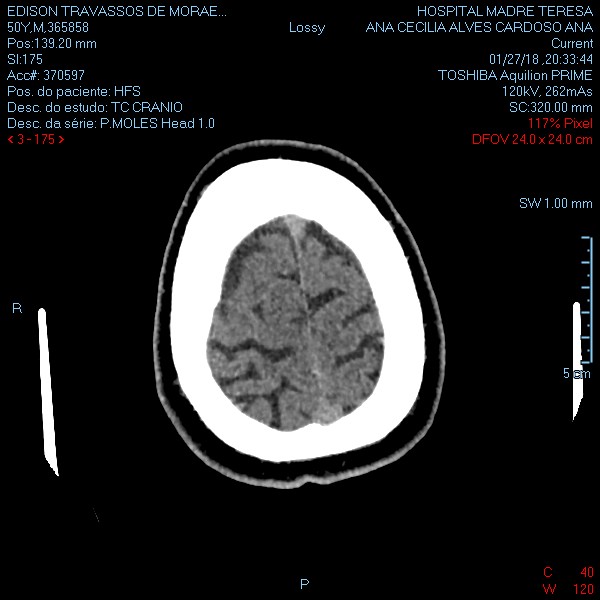 EDISON TRAVASSOS DE MORAE...
50Y,M,365858
Pos:139.20 mm
SI:175
Acc#: 370597
Pos. do paciente: HFS
Desc. do estudo: TC CRANIO
Desc. da série: P.MOLES Head 1.0
< 3 - 175 >
Lossy
HOSPITAL MADRE TERESA
ANA CECILIA ALVES CARDOSO ANA
Current
01/27/18 ,20:33:44
TOSHIBA Aquilion PRIME
120kV, 262mAs
SC:320.00 mm
117% Pixel
DFOV 24.0 x 24.0 cm
SW 1.00 mm
R
5 cm
P
C 40
W 120